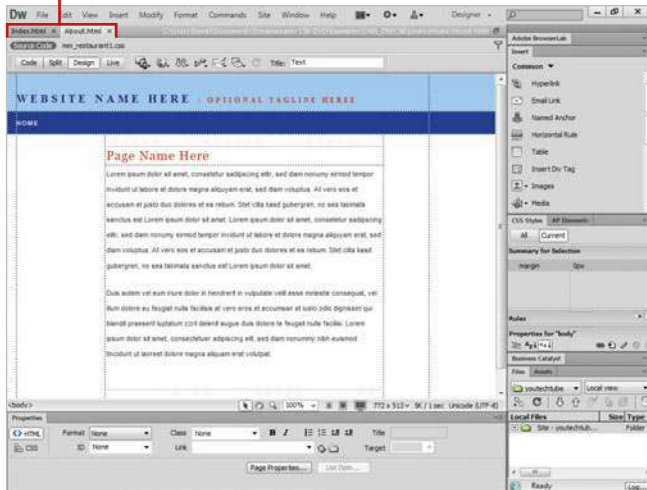 DW File Edit View Insert Modify Format Commands Site Window Help Designer
Index.html About.html
Source Code mm_restaurant1.css
Code Split Design Live Title: Text
WEBSITE NAME HERE | OPTIONAL TAGLINE HERE
HOME
Page Name Here
Lorem ipsum dolor sit amet, consetetur sadipscing elitr, sed diam nonumy eirmod tempor
invidunt ut labore et dolore magna aliquyam erat, sed diam voluptua. At vero eos et
accusam et justo duo dolores et ea rebum. Stet clita kasd gubergren, no sea takimata
sanctus est Lorem ipsum dolor sit amet. Lorem ipsum dolor sit amet, consetetur sadipscing
elitr, sed diam nonumy eirmod tempor invidunt ut labore et dolore magna aliquyam erat, sed
diam voluptua. At vero eos et accusam et justo duo dolores et ea rebum. Stet clita kasd
gubergren, no sea takimata sanctus est Lorem ipsum dolor sit amet.
Duis autem vel eum iriure dolor in hendrerit in vulputate velit esse molestie consequat, vel
illum dolore eu feugiat nulla facilisis at vero eros et accumsan et iusto odio dignissim qui
blandit praesent luptatum zzril delenit augue duis dolore te feugait nulla facilisi. Lorem
ipsum dolor sit amet, consectetuer adipiscing elit, sed diam nonummy nibh euismod
tincidunt ut laoreet dolore magna aliquam erat volutpat.
<body> 100% 772 x 513 9K / 1 sec Unicode (UTF-8)
Properties
<> HTML Format None Class None B I Title
CSS ID None Link Target
Page Properties... List Item...
Adobe BrowserLab
Insert
Common
Hyperlink
Email Link
Named Anchor
Horizontal Rule
Table
Insert Div Tag
Images
Media
CSS Styles AP Elements
All Current
Summary for Selection
margin 0px
Rules
Properties for "body"
Business Catalyst
Files Assets
youtechtube Local view
Local Files Size Type
Site - youtechtub... Folder
Ready Log...